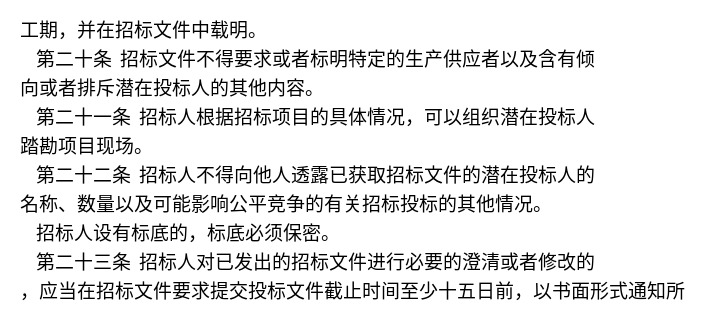 工期，并在招标文件中载明。
第二十条 招标文件不得要求或者标明特定的生产供应者以及含有倾
向或者排斥潜在投标人的其他内容。
第二十一条 招标人根据招标项目的具体情况，可以组织潜在投标人
踏勘项目现场。
第二十二条 招标人不得向他人透露已获取招标文件的潜在投标人的
名称、数量以及可能影响公平竞争的有关招标投标的其他情况。
招标人设有标底的，标底必须保密。
第二十三条 招标人对已发出的招标文件进行必要的澄清或者修改的
，应当在招标文件要求提交投标文件截止时间至少十五日前，以书面形式通知所